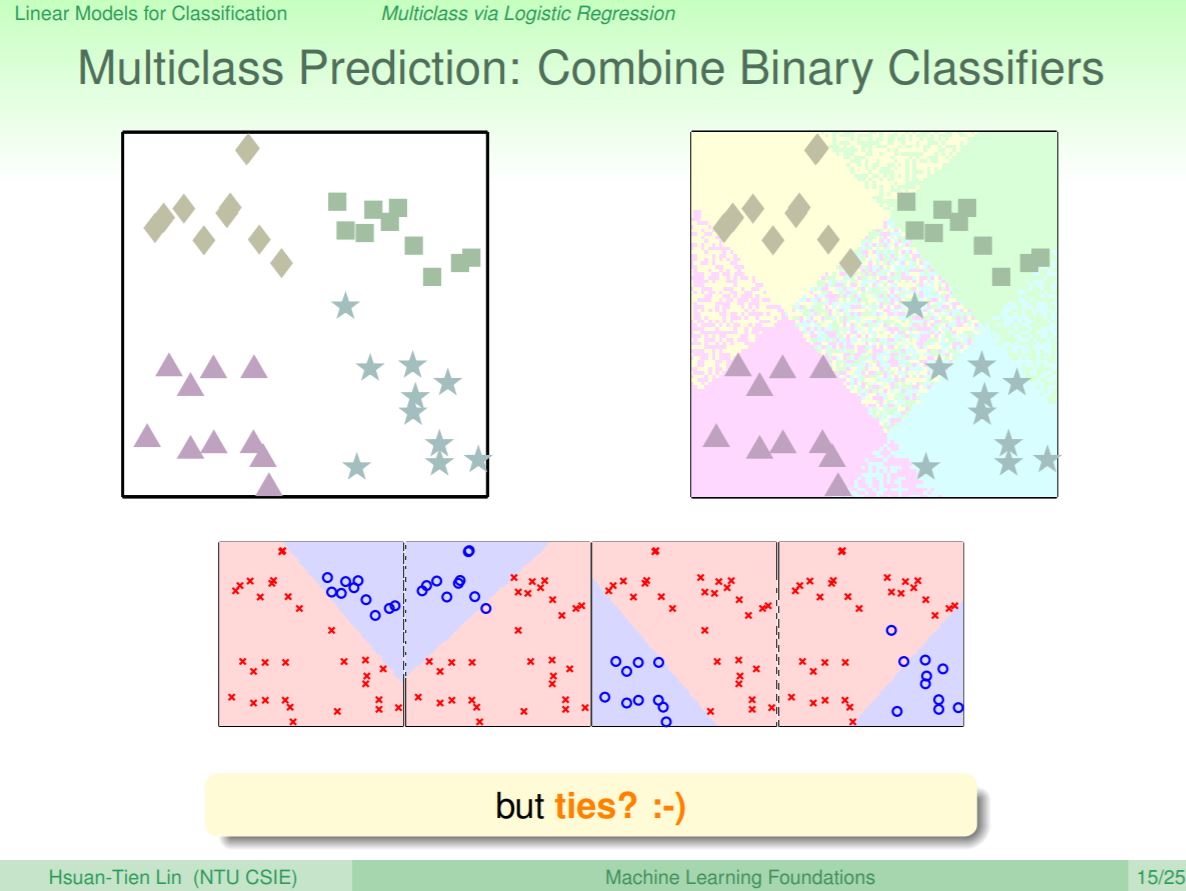 Linear Models for Classification Multiclass via Logistic Regression
Multiclass Prediction: Combine Binary Classifiers
but ties? :-)
Hsuan-Tien Lin (NTU CSIE) Machine Learning Foundations 15/25